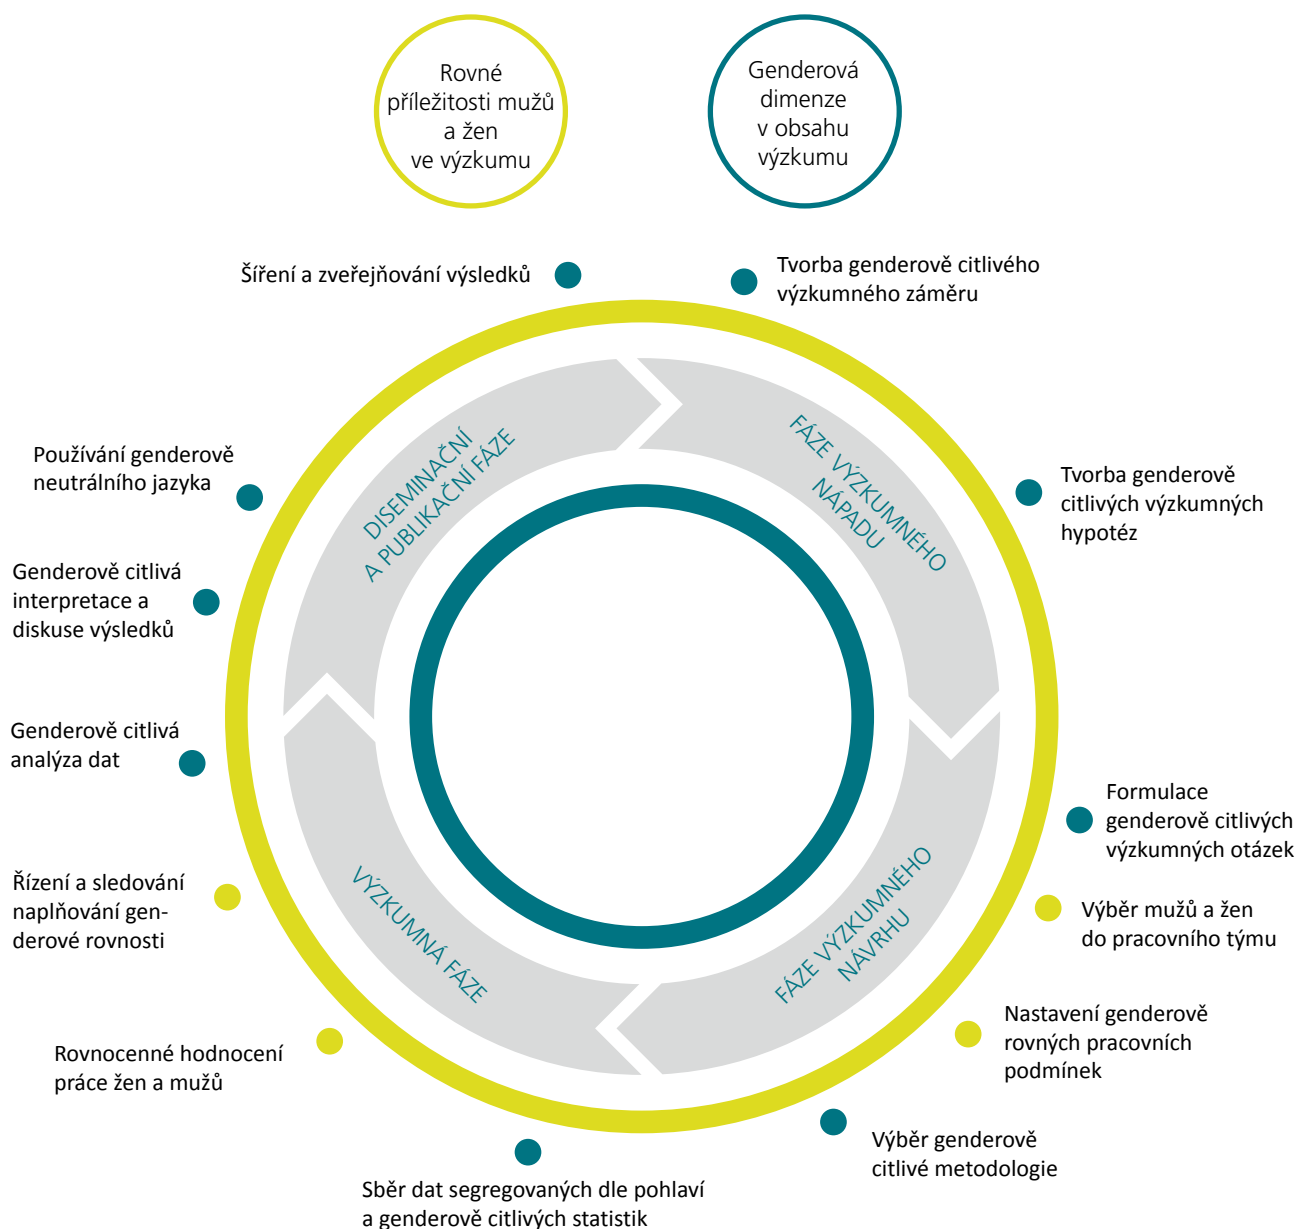 Rovné
příležitosti mužů
a žen
ve výzkumu
Genderová
dimenze
v obsahu
výzkumu
Šíření a zveřejňování výsledků
Tvorba genderově citlivého
výzkumného záměru
Používání genderově
neutrálního jazyka
Tvorba genderově
citlivých výzkumných
hypotéz
DISEMINAČNÍ
A PUBLIKAČNÍ FÁZE
FÁZE VÝZKUMNÉHO
NÁPADU
Genderově citlivá
interpretace a
diskuse výsledků
Genderově citlivá
analýza dat
Formulace
genderově citlivých
výzkumných otázek
Řízení a sledování
naplňování gen-
derové rovnosti
VÝZKUMNÁ FÁZE
FÁZE VÝZKUMNÉHO
NÁVRHU
Výběr mužů a žen
do pracovního týmu
Nastavení genderově
rovných pracovních
podmínek
Rovnocenné hodnocení
práce žen a mužů
Výběr genderově
citlivé metodologie
Sběr dat segregovaných dle pohlaví
a genderově citlivých statistik